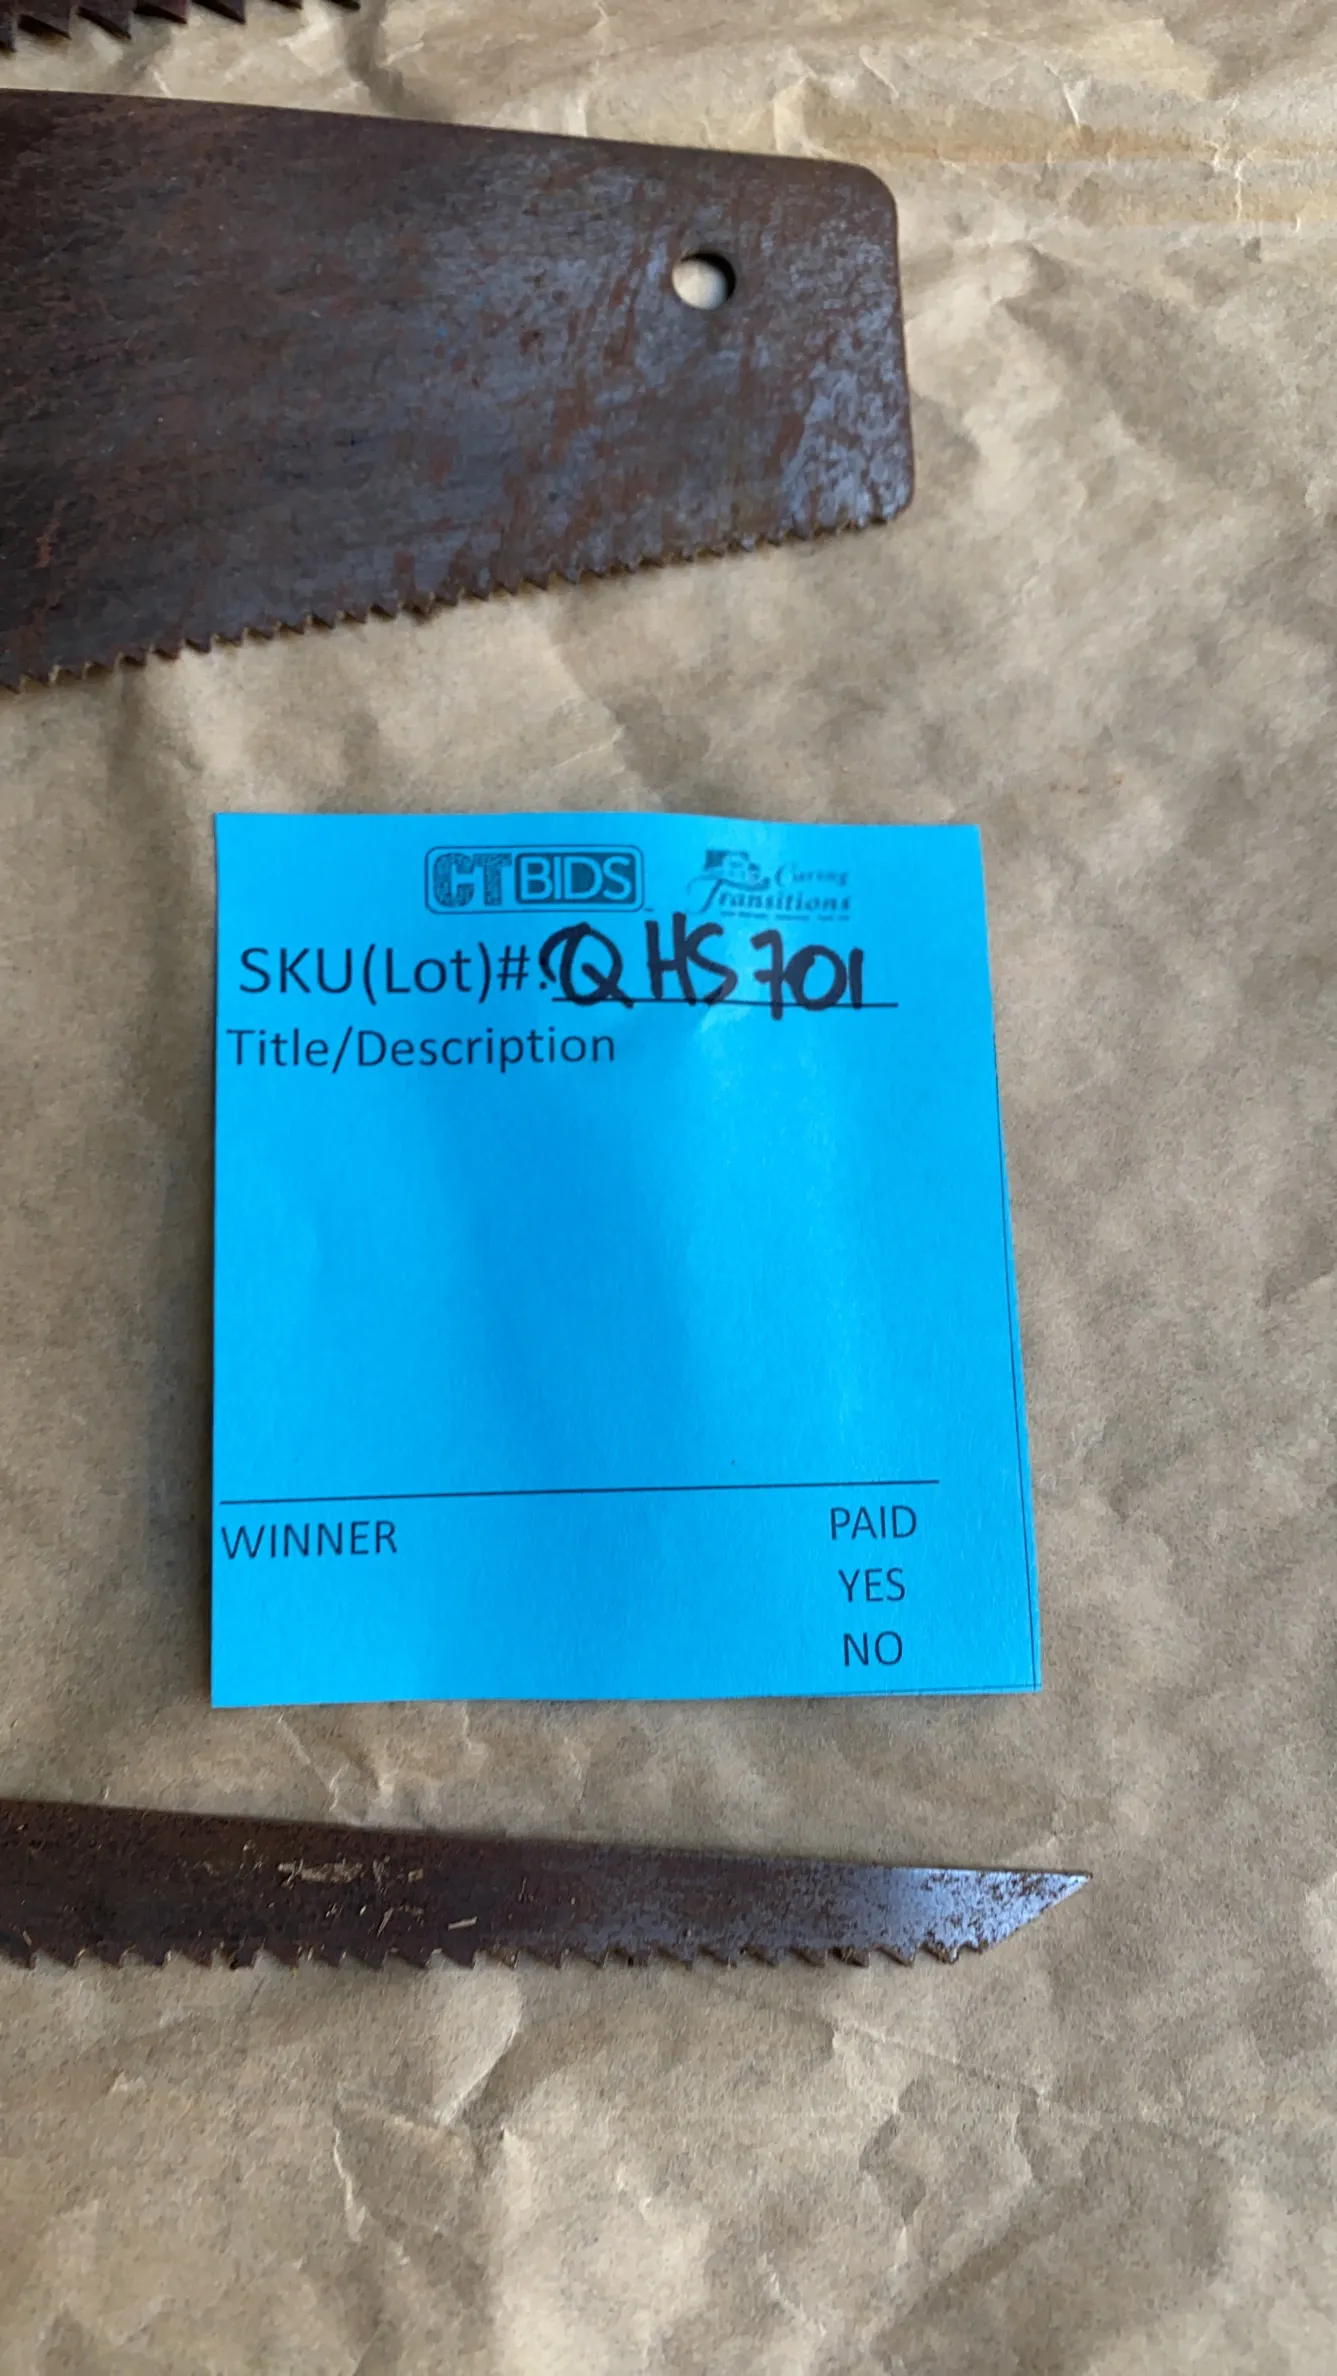 CTBIDS
Caring
Transitions
SKU(Lot)#: QHS701
Title/Description
WINNER
PAID
YES
NO